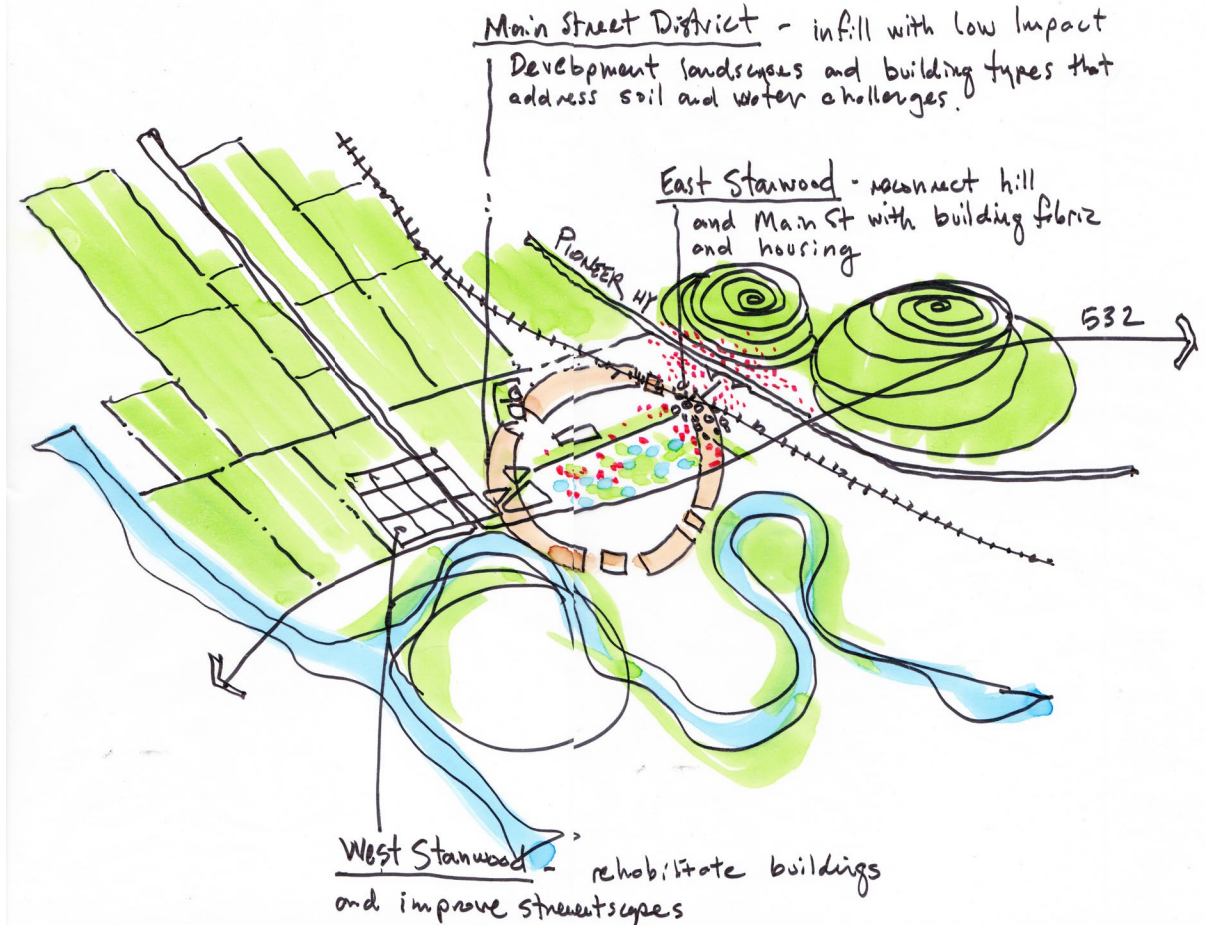 Main Street District - infill with low Impact
Development landscapes and building types that
address soil and water challenges.
East Stanwood - reconnect hill
and Main St with building fabric
and housing
PIONEER HY
532
West Stanwood - rehabilitate buildings
and improve streetscapes